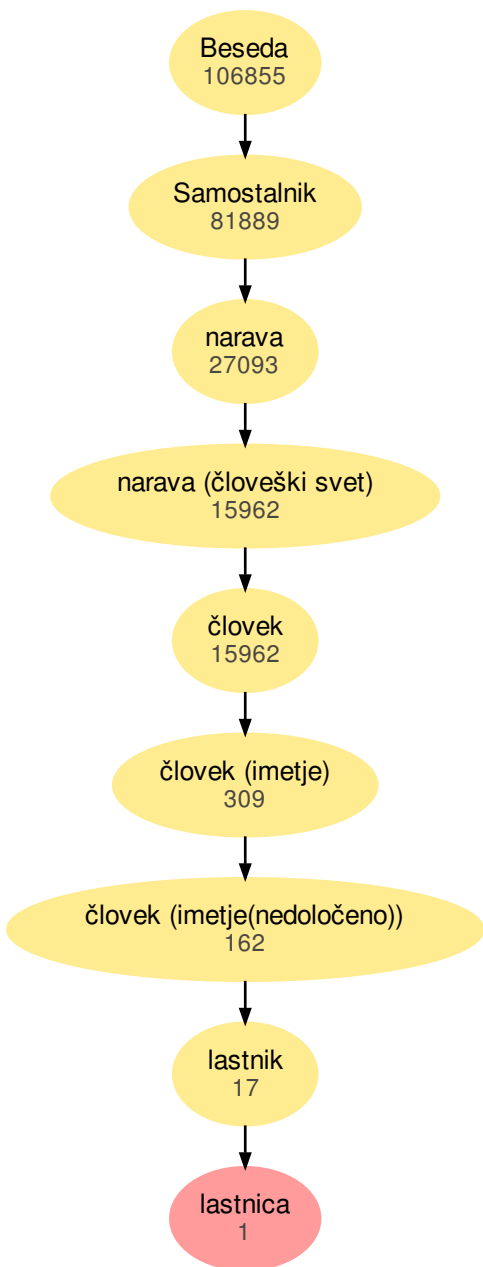 Beseda
106855
Samostalnik
81889
narava
27093
narava (človeški svet)
15962
človek
15962
človek (imetje)
309
človek (imetje(nedoločeno))
162
lastnik
17
lastnica
1